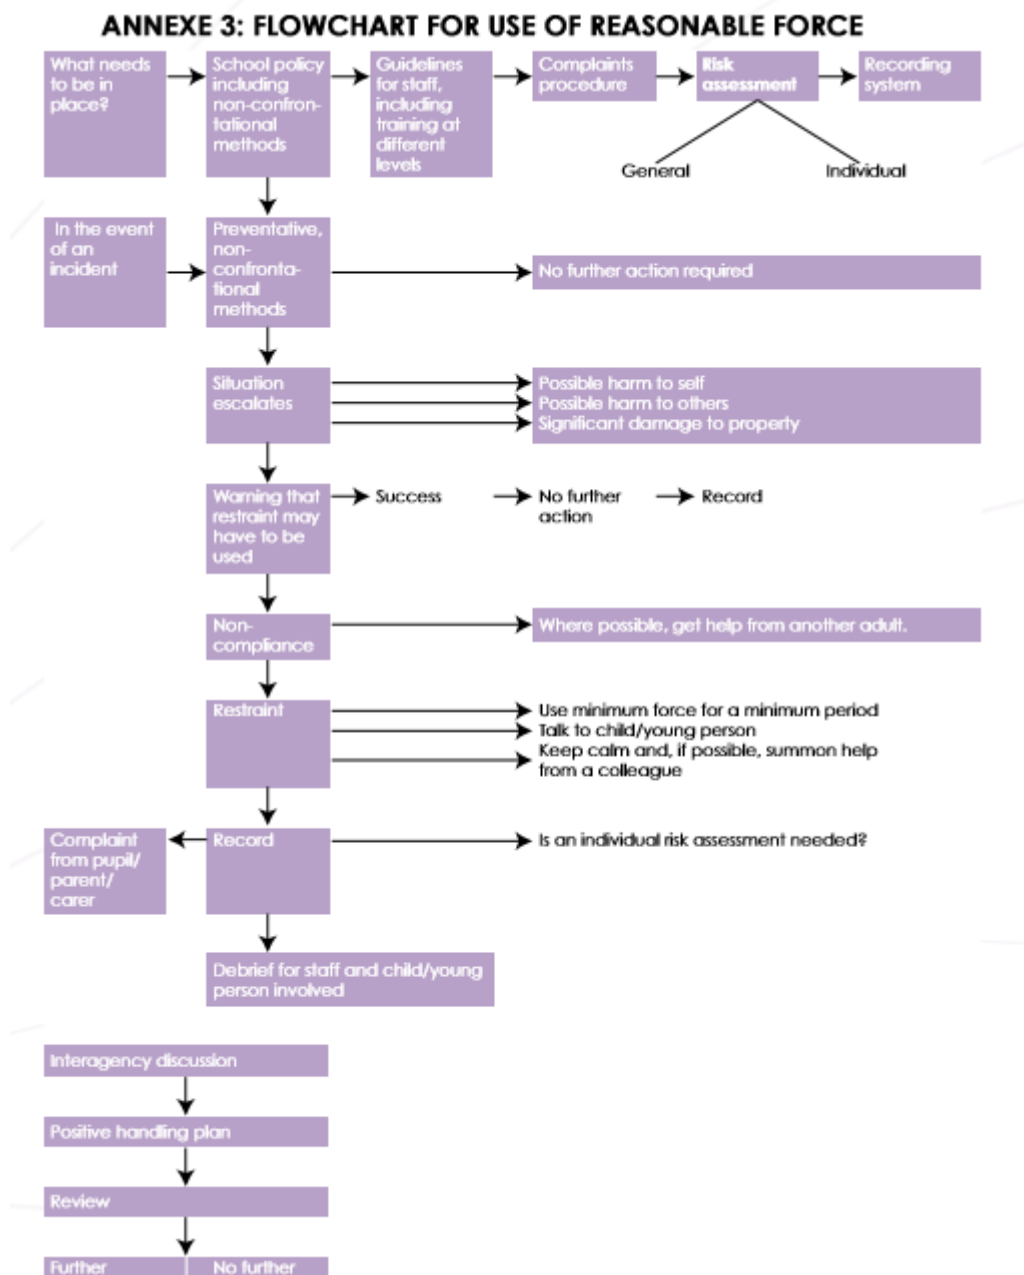 ANNEXE 3: FLOWCHART FOR USE OF REASONABLE FORCE
What needs
to be in
place?
School policy
including
non-confron-
tational
methods
Guidelines
for staff,
including
training at
different
levels
Complaints
procedure
Risk
assessment
Recording
system
General
Individual
In the event
of an
incident
Preventative,
non-
confronta-
tional
methods
No further action required
Situation
escalates
Possible harm to self
Possible harm to others
Significant damage to property
Warning that
restraint may
have to be
used
Success
No further
action
Record
Non-
compliance
Where possible, get help from another adult.
Restraint
Use minimum force for a minimum period
Talk to child/young person
Keep calm and, if possible, summon help
from a colleague
Complaint
from pupil/
parent/
carer
Record
Is an individual risk assessment needed?
Debrief for staff and child/young
person involved
Interagency discussion
Positive handling plan
Review
Further
No further